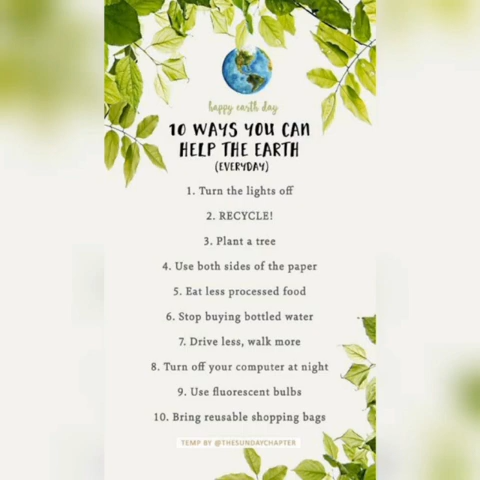 happy earth day
10 WAYS YOU CAN
HELP THE EARTH
(EVERYDAY)
1. Turn the lights off
2. RECYCLE!
3. Plant a tree
4. Use both sides of the paper
5. Eat less processed food
6. Stop buying bottled water
7. Drive less, walk more
8. Turn off your computer at night
9. Use fluorescent bulbs
10. Bring reusable shopping bags
TEMP BY @THESUNDAYCHAPTER